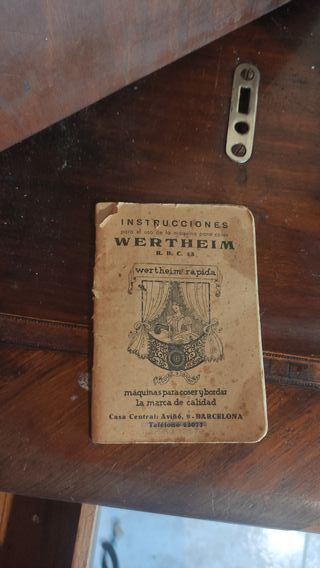 INSTRUCCIONES
para el uso de la máquina para coser
WERTHEIM
R. B. C. 13
wertheim rápida
máquinas para coser y bordar
la marca de calidad
Casa Central: Aviñó, 9 - BARCELONA
Teléfono